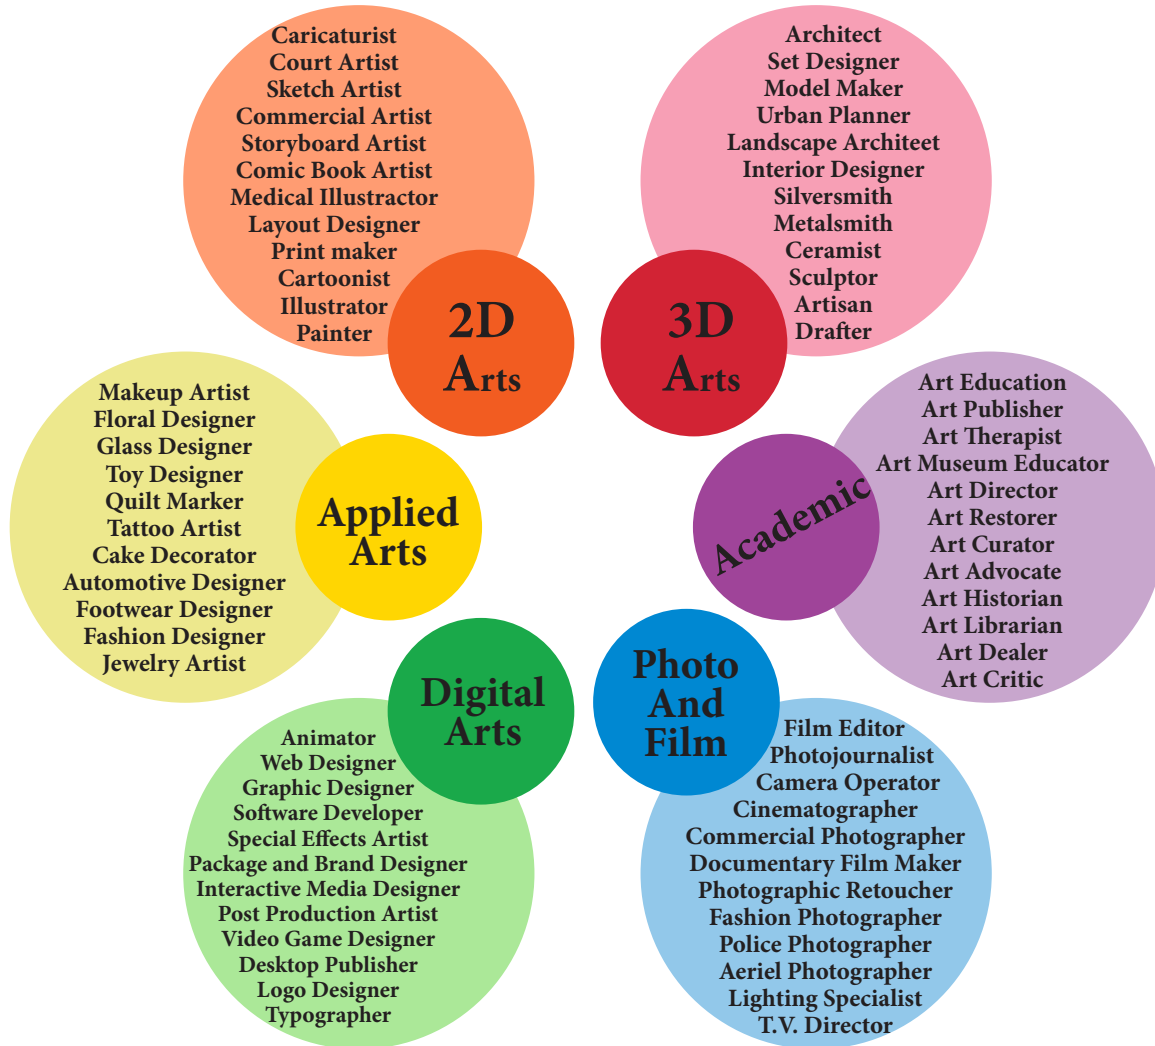 Caricaturist
Court Artist
Sketch Artist
Commercial Artist
Storyboard Artist
Comic Book Artist
Medical Illustractor
Layout Designer
Print maker
Cartoonist
Illustrator
Painter
2D
Arts
Architect
Set Designer
Model Maker
Urban Planner
Landscape Architeet
Interior Designer
Silversmith
Metalsmith
Ceramist
Sculptor
Artisan
Drafter
3D
Arts
Makeup Artist
Floral Designer
Glass Designer
Toy Designer
Quilt Marker
Tattoo Artist
Cake Decorator
Automotive Designer
Footwear Designer
Fashion Designer
Jewelry Artist
Applied
Arts
Academic
Art Education
Art Publisher
Art Therapist
Art Museum Educator
Art Director
Art Restorer
Art Curator
Art Advocate
Art Historian
Art Librarian
Art Dealer
Art Critic
Digital
Arts
Animator
Web Designer
Graphic Designer
Software Developer
Special Effects Artist
Package and Brand Designer
Interactive Media Designer
Post Production Artist
Video Game Designer
Desktop Publisher
Logo Designer
Typographer
Photo
And
Film
Film Editor
Photojournalist
Camera Operator
Cinematographer
Commercial Photographer
Documentary Film Maker
Photographic Retoucher
Fashion Photographer
Police Photographer
Aeriel Photographer
Lighting Specialist
T.V. Director